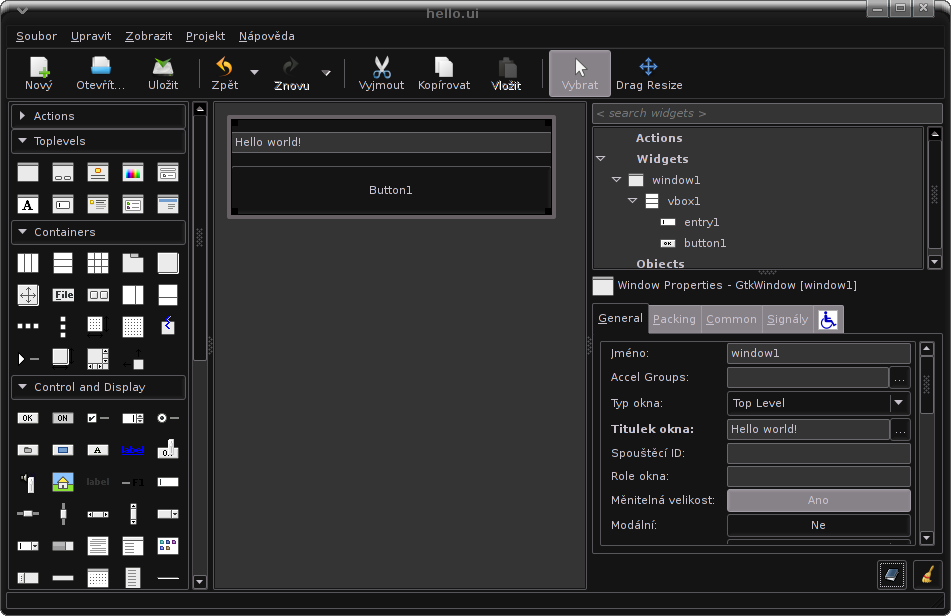 hello.ui
Soubor Upravit Zobrazit Projekt Nápověda
Nový Otevřít... Uložit Zpět Znovu Vyjmout Kopírovat Vložit Vybrat Drag Resize
Actions
Toplevels
A
Containers
File
Control and Display
OK ON
A label
label
Hello world!
Button1
< search widgets >
Actions
Widgets
window1
vbox1
entry1
OK button1
Objects
Window Properties - GtkWindow [window1]
General Packing Common Signály
Jméno: window1
Accel Groups: ...
Typ okna: Top Level
Titulek okna: Hello world! ...
Spouštěcí ID:
Role okna:
Měnitelná velikost: Ano
Modální: Ne